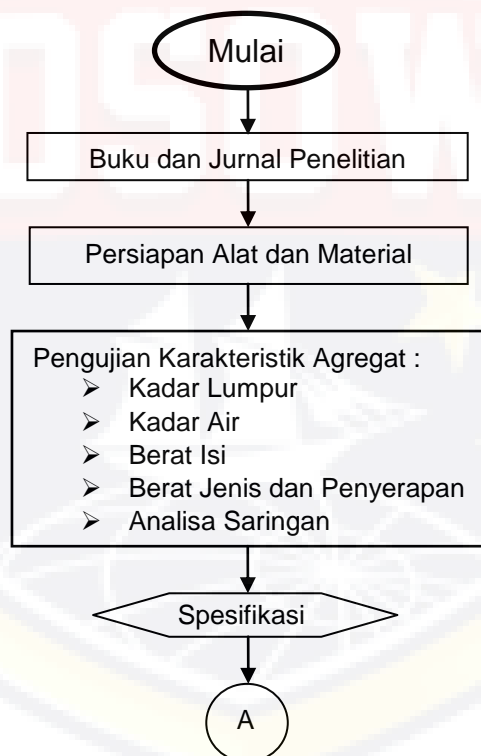 Mulai
Buku dan Jurnal Penelitian
Persiapan Alat dan Material
Pengujian Karakteristik Agregat :
➢ Kadar Lumpur
➢ Kadar Air
➢ Berat Isi
➢ Berat Jenis dan Penyerapan
➢ Analisa Saringan
Spesifikasi
A